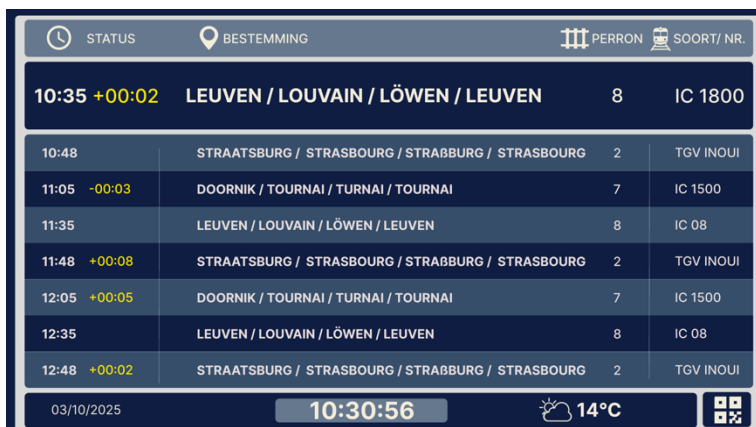 STATUS BESTEMMING PERRON SOORT/ NR.
10:35 +00:02 LEUVEN / LOUVAIN / LÖWEN / LEUVEN 8 IC 1800
10:48 STRAATSBURG / STRASBOURG / STRAßBURG / STRASBOURG 2 TGV INOUI
11:05 -00:03 DOORNIK / TOURNAI / TURNAI / TOURNAI 7 IC 1500
11:35 LEUVEN / LOUVAIN / LÖWEN / LEUVEN 8 IC 08
11:48 +00:08 STRAATSBURG / STRASBOURG / STRAßBURG / STRASBOURG 2 TGV INOUI
12:05 +00:05 DOORNIK / TOURNAI / TURNAI / TOURNAI 7 IC 1500
12:35 LEUVEN / LOUVAIN / LÖWEN / LEUVEN 8 IC 08
12:48 +00:02 STRAATSBURG / STRASBOURG / STRAßBURG / STRASBOURG 2 TGV INOUI
03/10/2025 10:30:56 14°C